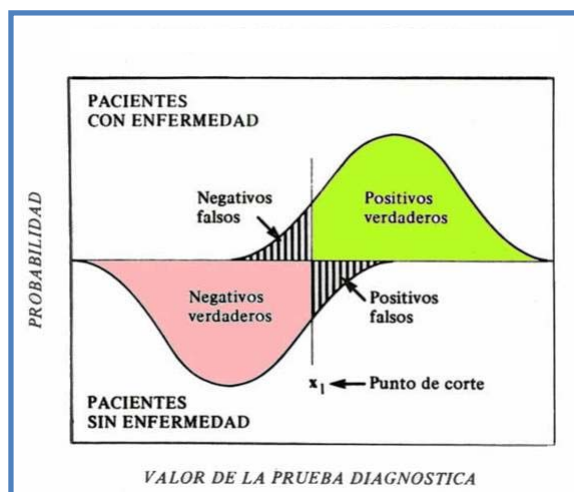 PACIENTES
CON ENFERMEDAD
Negativos
falsos
Positivos
verdaderos
PROBABILIDAD
Negativos
verdaderos
Positivos
falsos
x₁ Punto de corte
PACIENTES
SIN ENFERMEDAD
VALOR DE LA PRUEBA DIAGNOSTICA